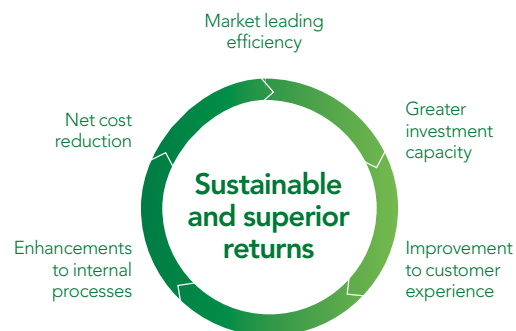 Market leading
efficiency
Greater
investment
capacity
Improvement
to customer
experience
Enhancements
to internal
processes
Net cost
reduction
Sustainable
and superior
returns